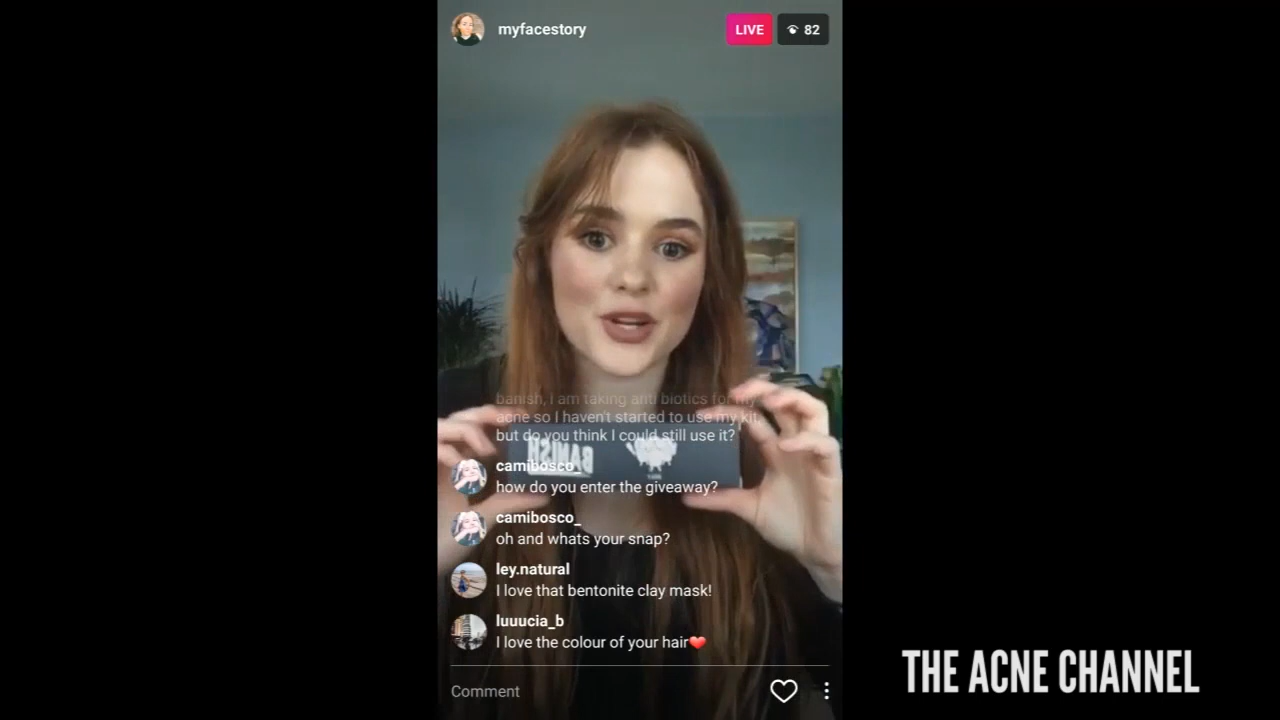 myfacestory
LIVE
82
banish, i am taking anti biotics for my
acne so I haven't started to use my kit,
but do you think I could still use it?
BANISH
camibosco_
how do you enter the giveaway?
camibosco_
oh and whats your snap?
ley.natural
I love that bentonite clay mask!
luuucia_b
I love the colour of your hair❤️
Comment
THE ACNE CHANNEL